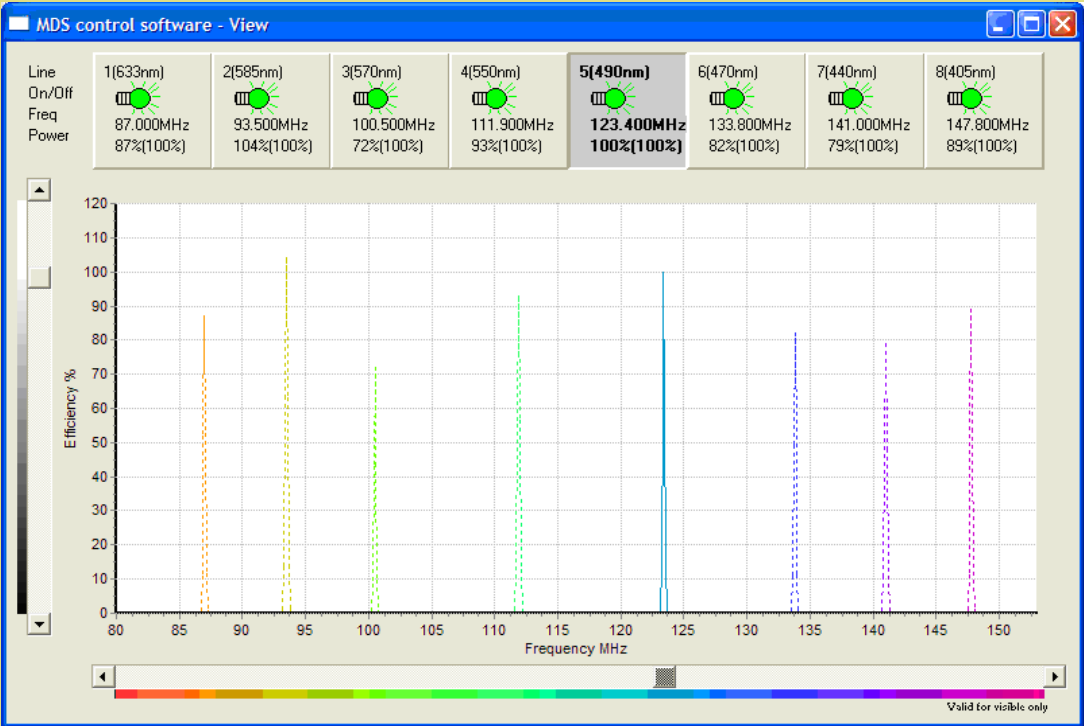 MDS control software - View
Line 1(633nm) 2(585nm) 3(570nm) 4(550nm) 5(490nm) 6(470nm) 7(440nm) 8(405nm)
On/Off
Freq 87.000MHz 93.500MHz 100.500MHz 111.900MHz 123.400MHz 133.800MHz 141.000MHz 147.800MHz
Power 87%(100%) 104%(100%) 72%(100%) 93%(100%) 100%(100%) 82%(100%) 79%(100%) 89%(100%)
120
110
100
90
80
70
60
50
40
30
20
10
0
Efficiency %
80 85 90 95 100 105 110 115 120 125 130 135 140 145 150
Frequency MHz
Valid for visible only